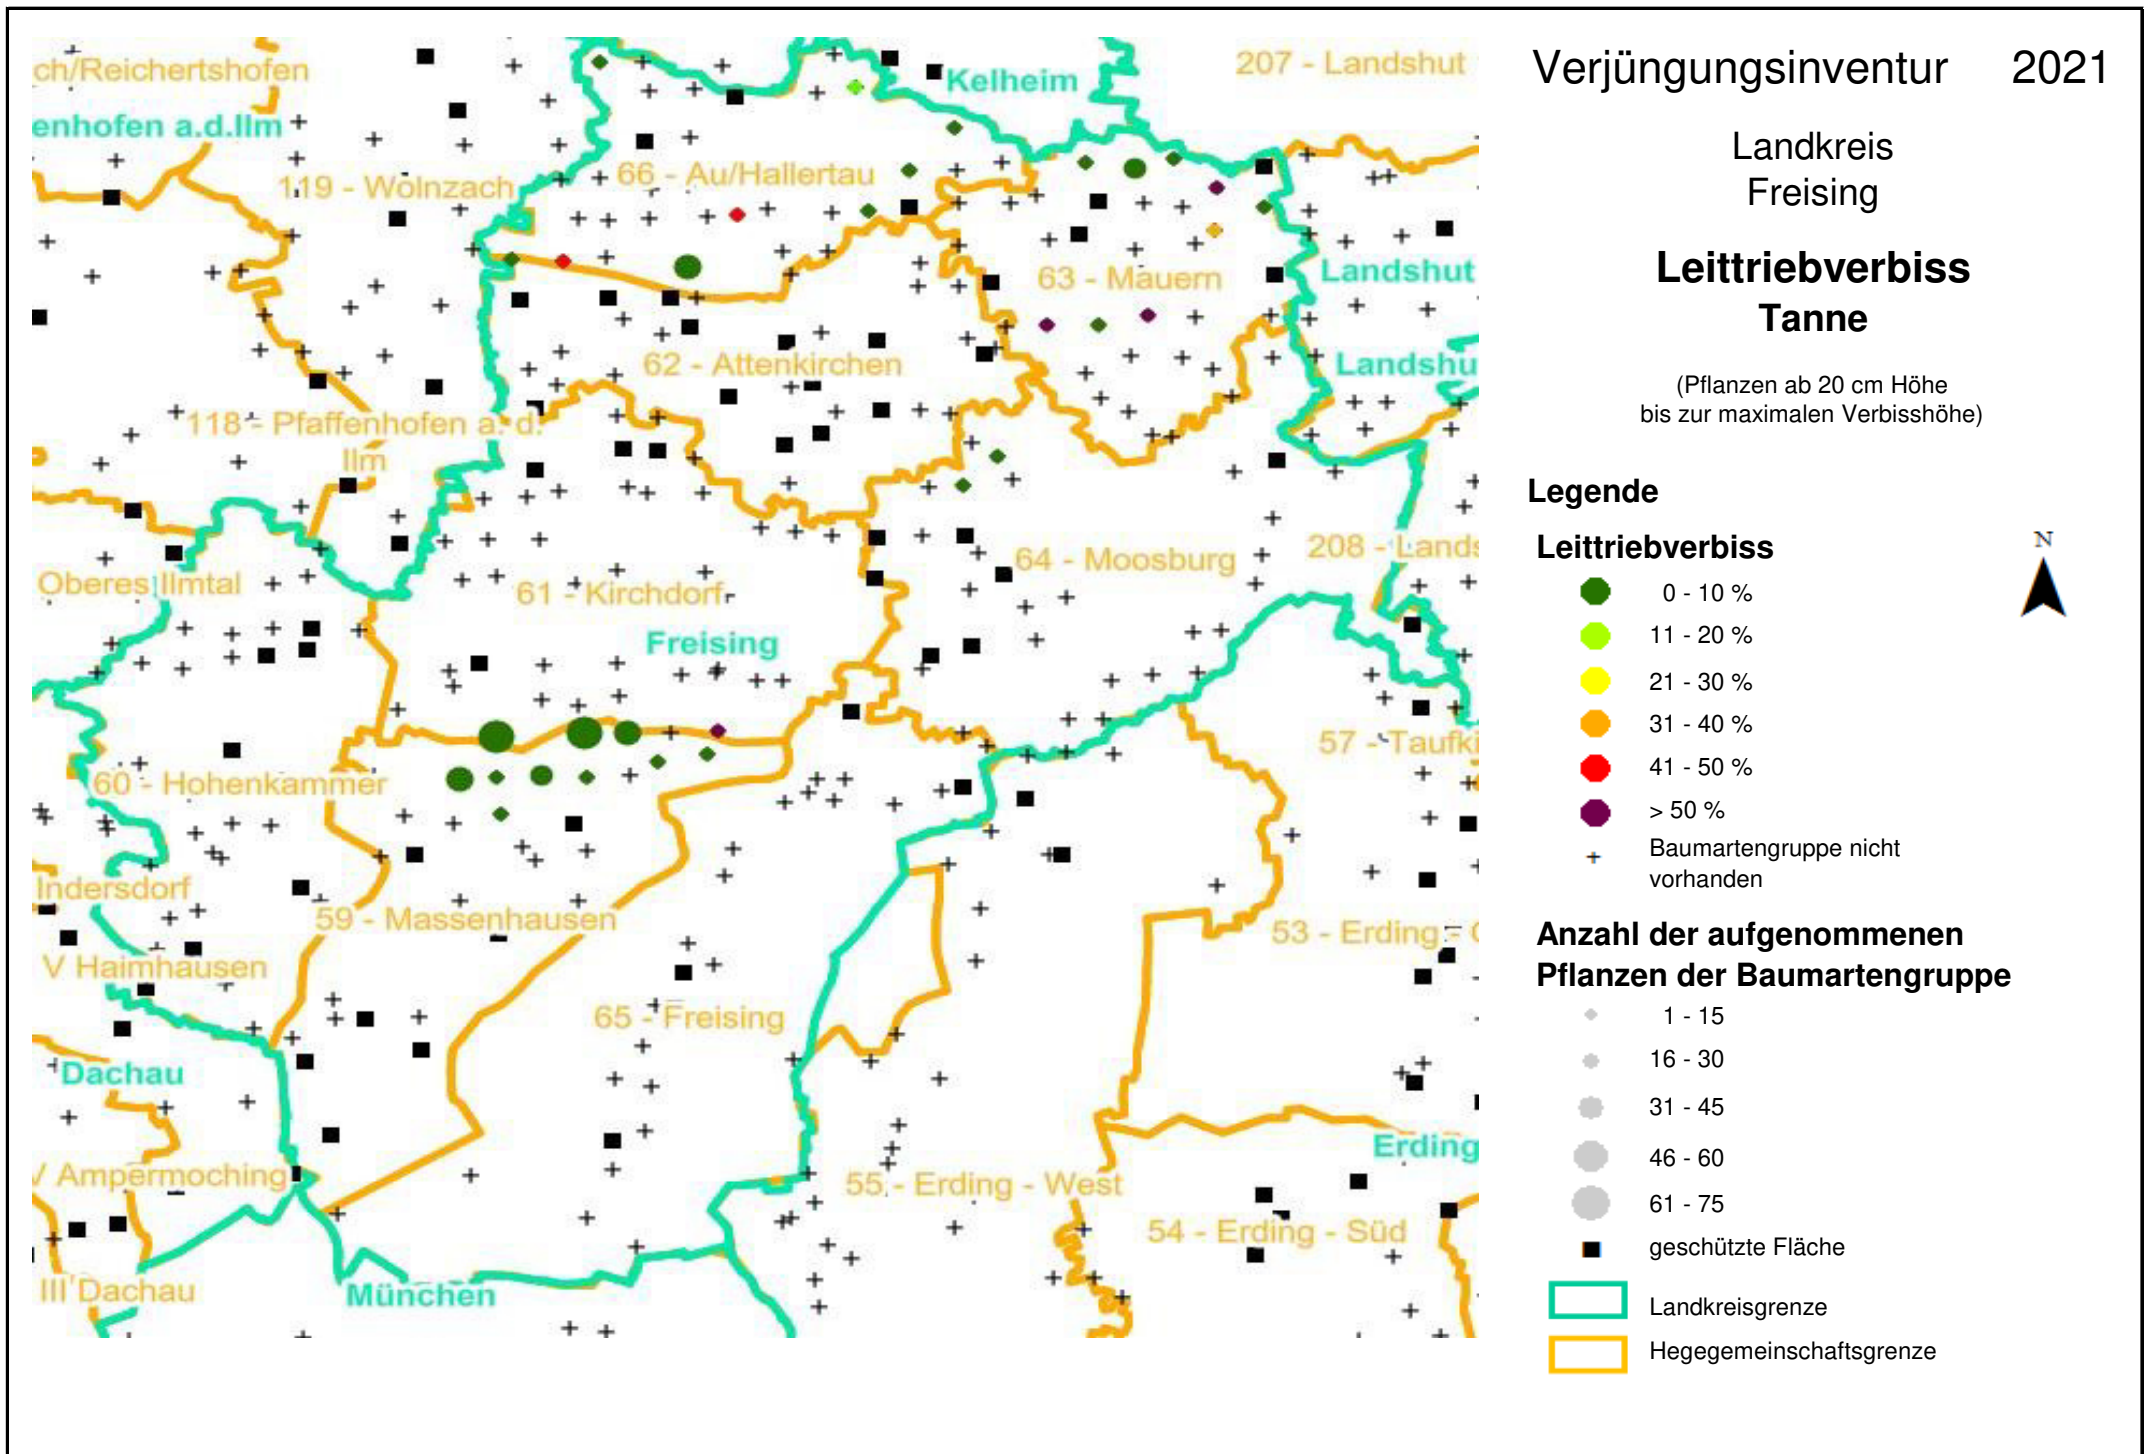 Verjüngungsinventur 2021
Landkreis
Freising
Leittriebverbiss
Tanne
(Pflanzen ab 20 cm Höhe
bis zur maximalen Verbisshöhe)
Legende
Leittriebverbiss
0 - 10 %
11 - 20 %
21 - 30 %
31 - 40 %
41 - 50 %
> 50 %
Baumartengruppe nicht
vorhanden
N
Anzahl der aufgenommenen
Pflanzen der Baumartengruppe
1 - 15
16 - 30
31 - 45
46 - 60
61 - 75
geschützte Fläche
Landkreisgrenze
Hegegemeinschaftsgrenze
ch/Reichertshofen
207 - Landshut
Kelheim
enhofen a.d.Ilm
119 - Wolnzach
66 - Au/Hallertau
63 - Mauern
Landshut
62 - Attenkirchen
Landshu
118 - Pfaffenhofen a. d.
Ilm
Oberes Ilmtal
61 - Kirchdorf
64 - Moosburg
208 - Lands
Freising
57 - Taufki
60 - Hohenkammer
Indersdorf
59 - Massenhausen
53 - Erding - 
V Haimhausen
65 - Freising
Dachau
Erding
V Ampermoching
55 - Erding - West
54 - Erding - Süd
III Dachau
München